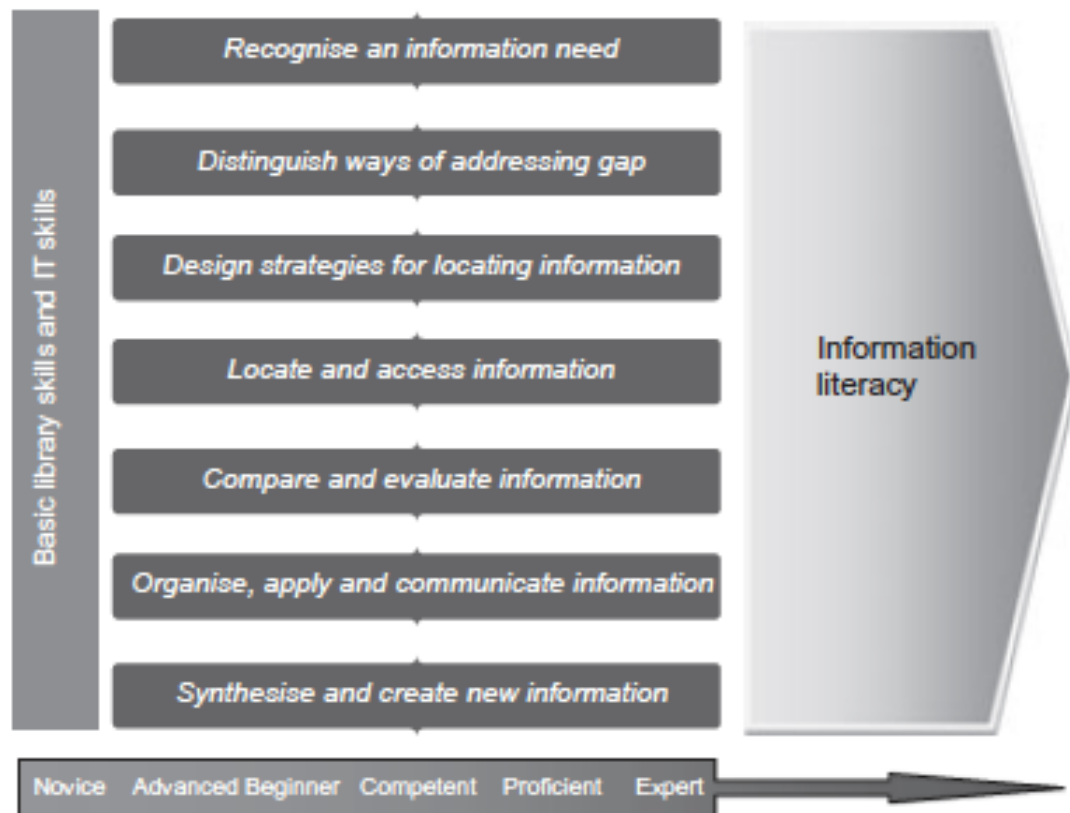 Basic library skills and IT skills
Recognise an information need
Distinguish ways of addressing gap
Design strategies for locating information
Locate and access information
Compare and evaluate information
Organise, apply and communicate information
Synthesise and create new information
Information
literacy
Novice Advanced Beginner Competent Proficient Expert